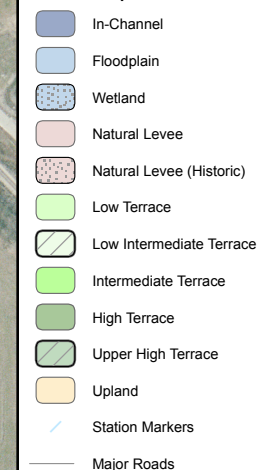 In-Channel
Floodplain
Wetland
Natural Levee
Natural Levee (Historic)
Low Terrace
Low Intermediate Terrace
Intermediate Terrace
High Terrace
Upper High Terrace
Upland
Station Markers
Major Roads